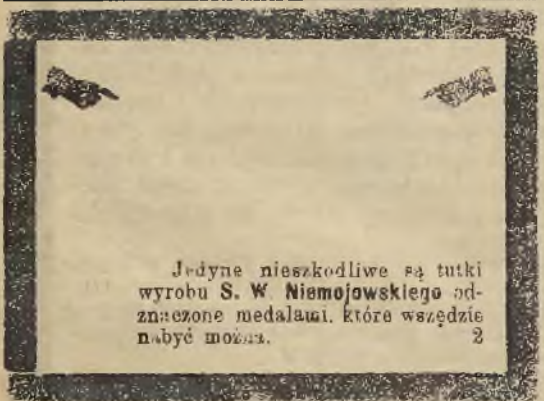 Jedyne nieszkodliwe są tutki
wyrobu S. W. Niemojowskiego od-
znaczone medalami, które wszędzie
nabyć można. 2